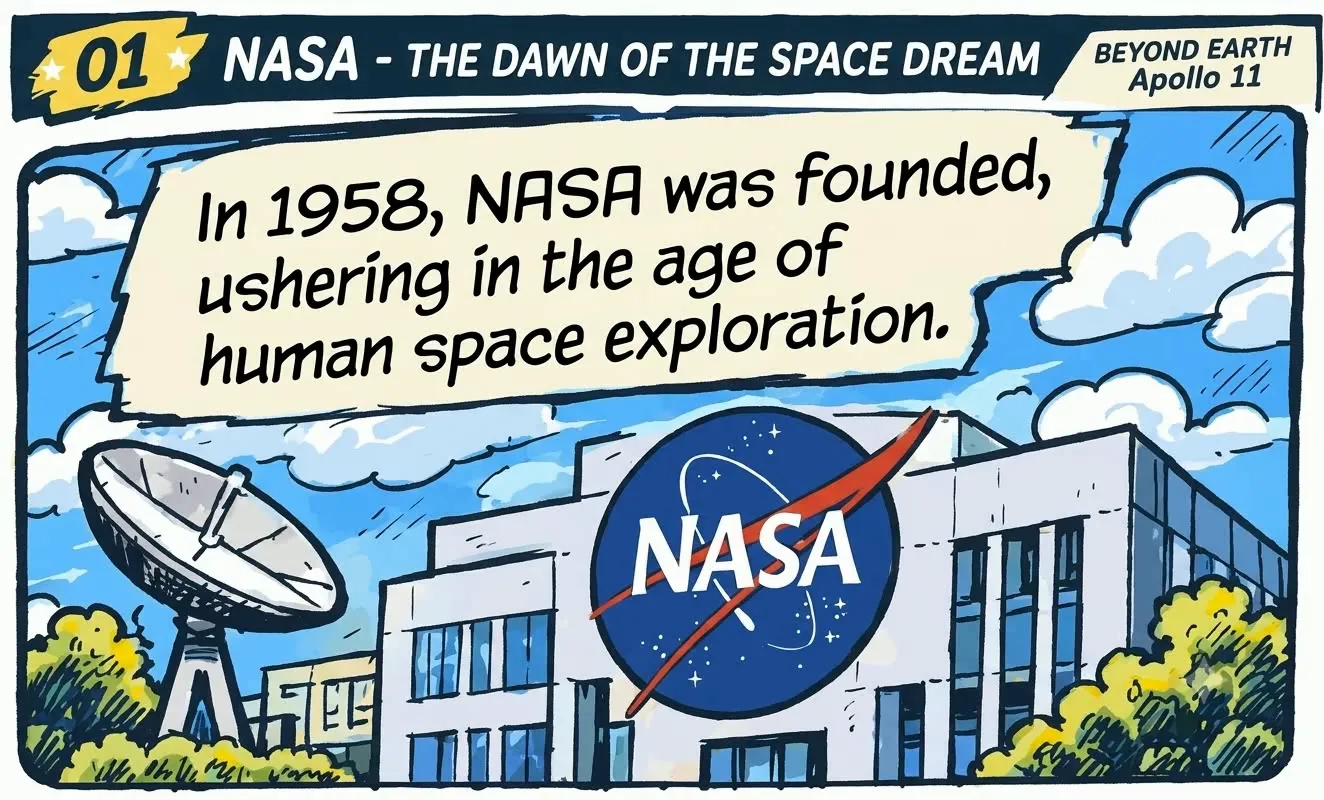 01
NASA - THE DAWN OF THE SPACE DREAM
BEYOND EARTH
Apollo 11
In 1958, NASA was founded,
ushering in the age of
human space exploration.
NASA